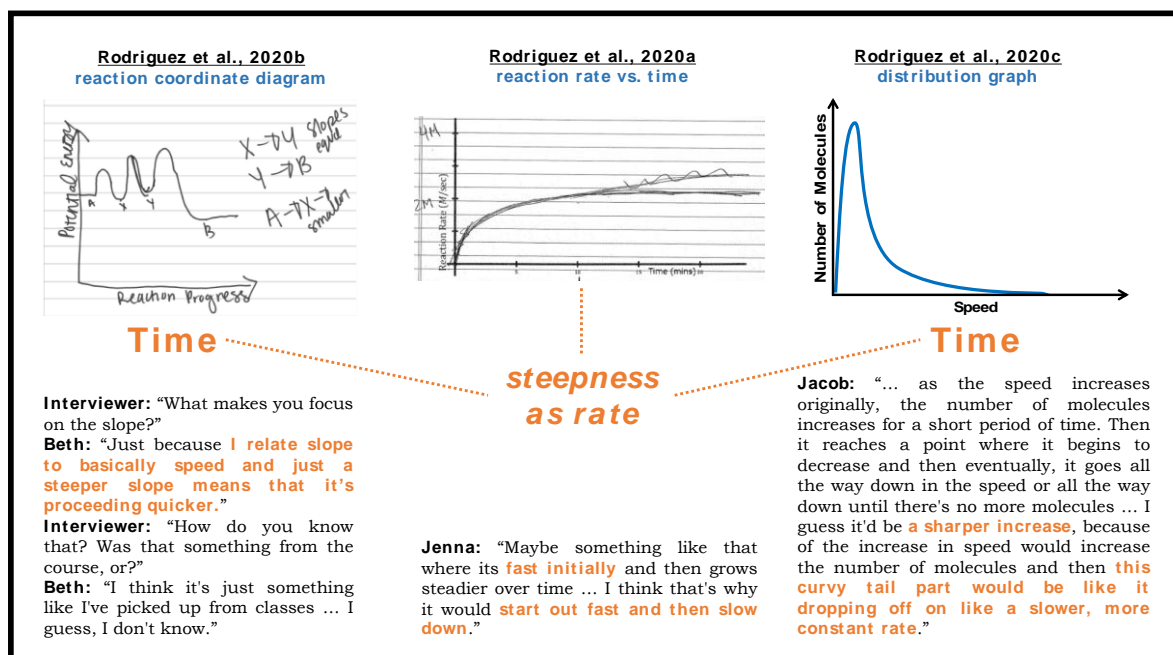 Rodriguez et al., 2020b
reaction coordinate diagram
Potential Energy
A
X
Y
B
X → Y slopes
equal
Y → B
A → X →
smallest
Reaction Progress
Time
Interviewer: “What makes you focus
on the slope?”
Beth: “Just because I relate slope
to basically speed and just a
steeper slope means that it’s
proceeding quicker.”
Interviewer: “How do you know
that? Was that something from the
course, or?”
Beth: “I think it's just something
like I've picked up from classes … I
guess, I don't know.”
Rodriguez et al., 2020a
reaction rate vs. time
4M
2M
Reaction Rate (M/sec)
5
10
15
Time (mins)
steepness
as rate
Jenna: “Maybe something like that
where its fast initially and then grows
steadier over time … I think that's why
it would start out fast and then slow
down.”
Rodriguez et al., 2020c
distribution graph
Number of Molecules
Speed
Time
Jacob: “… as the speed increases
originally, the number of molecules
increases for a short period of time. Then
it reaches a point where it begins to
decrease and then eventually, it goes all
the way down in the speed or all the way
down until there's no more molecules … I
guess it'd be a sharper increase, because
of the increase in speed would increase
the number of molecules and then this
curvy tail part would be like it
dropping off on like a slower, more
constant rate.”